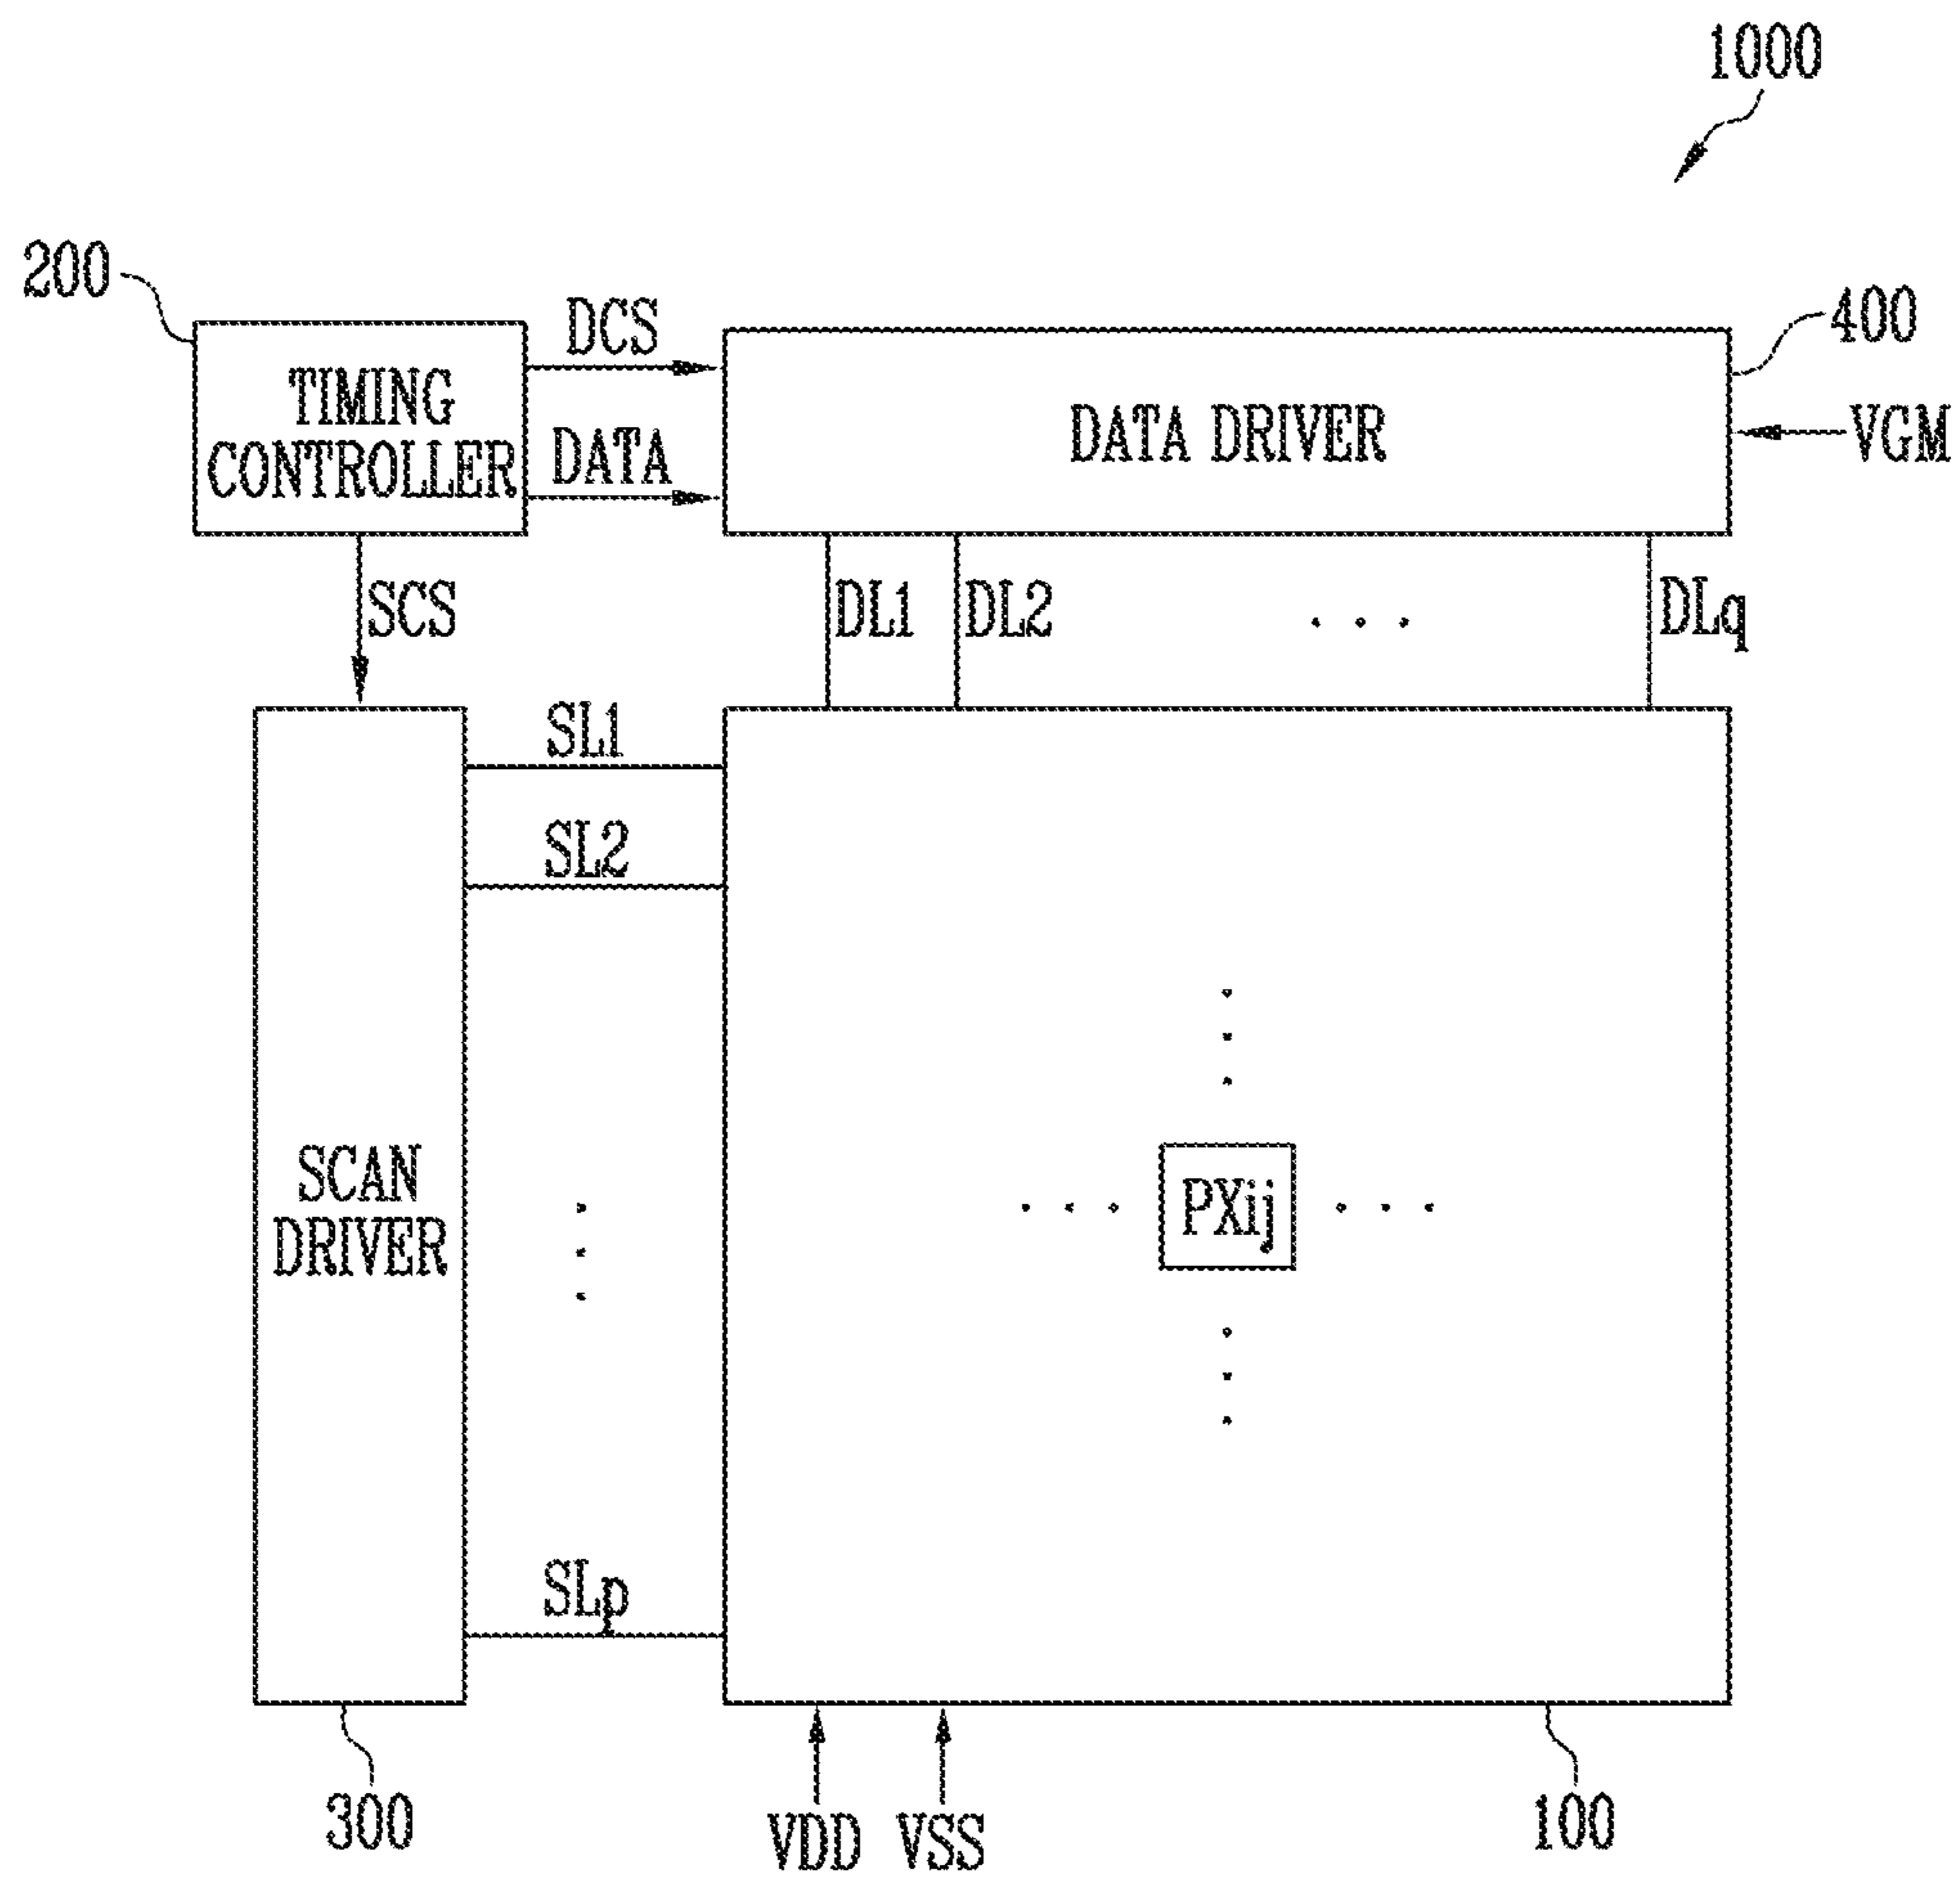 1000
200
DCS
400
TIMING
CONTROLLER
DATA
DATA DRIVER
VGM
SCS
DL1
DL2
. . .
DLq
SL1
SL2
SCAN
DRIVER
PXij
SLp
300
VDD
VSS
100